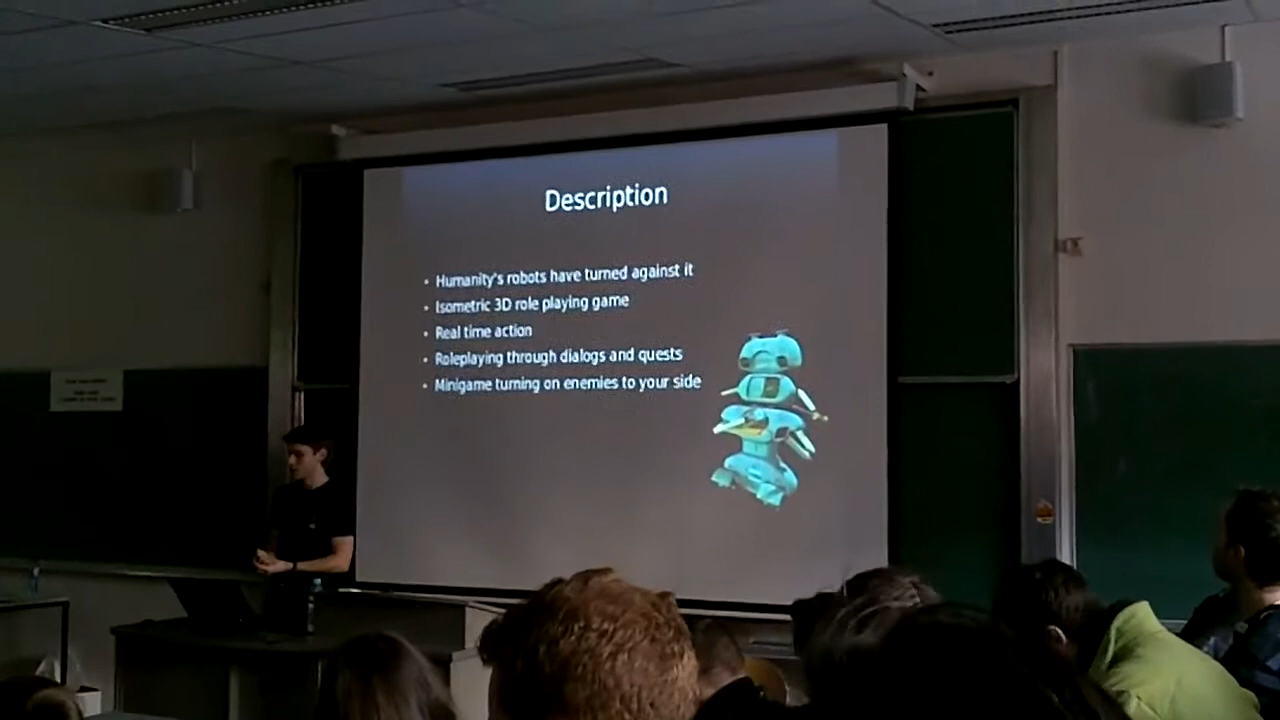 Description
• Humanity's robots have turned against it
• Isometric 3D role playing game
• Real time action
• Roleplaying through dialogs and quests
• Minigame turning on enemies to your side